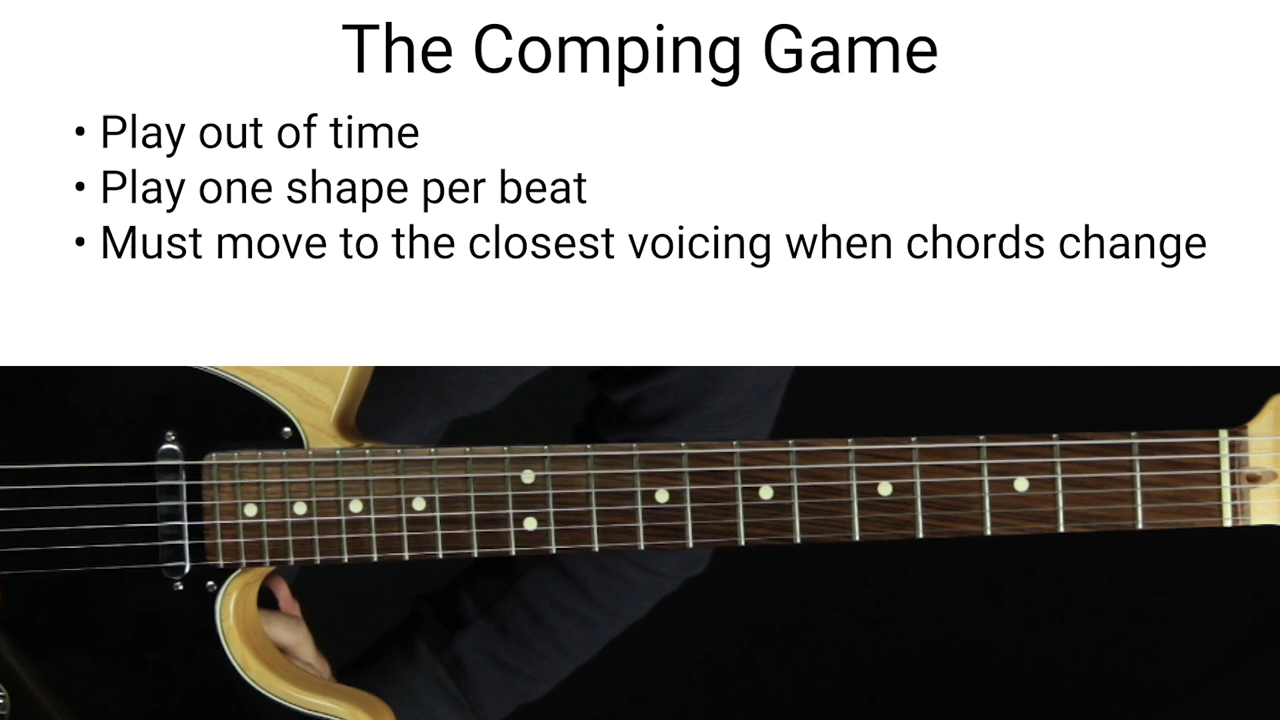 The Comping Game
• Play out of time
• Play one shape per beat
• Must move to the closest voicing when chords change